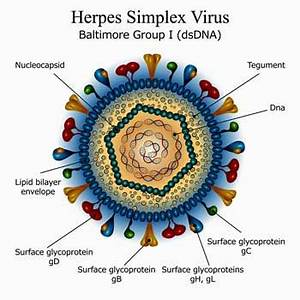 Herpes Simplex Virus
Baltimore Group I (dsDNA)
Nucleocapsid
Tegument
Dna
Lipid bilayer
envelope
Surface glycoprotein
gC
Surface glycoprotein
gD
Surface glycoprotein
gB
Surface glycoproteins
gH, gL